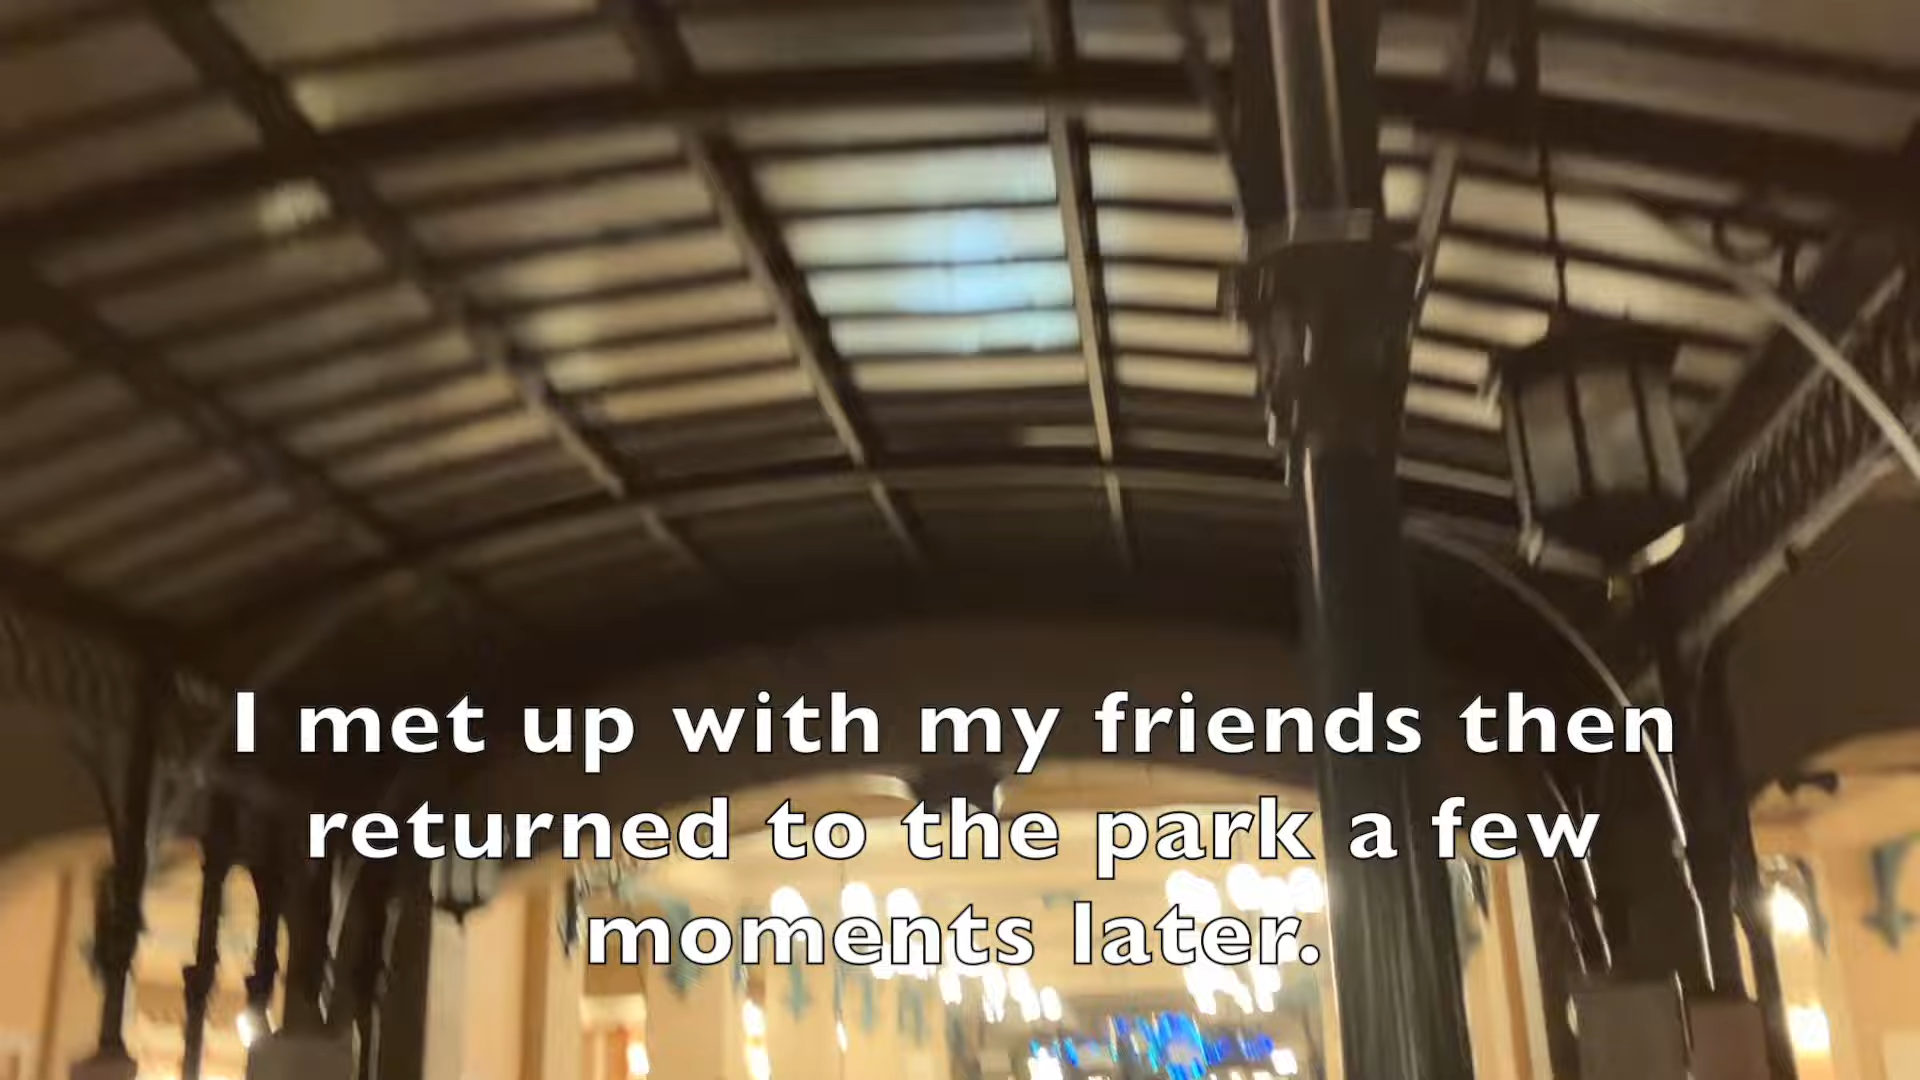 I met up with my friends then
returned to the park a few
moments later.